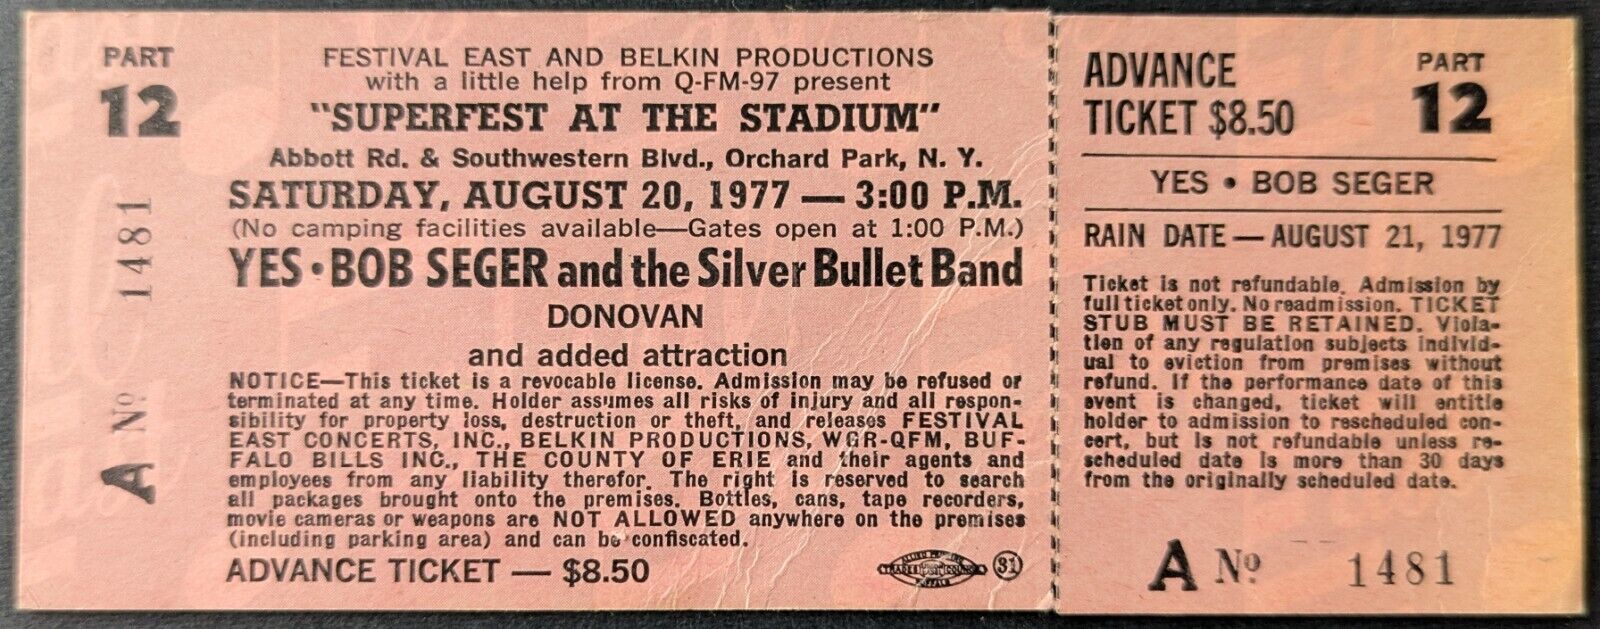 PART
12
A No 1481
FESTIVAL EAST AND BELKIN PRODUCTIONS
with a little help from Q-FM-97 present
"SUPERFEST AT THE STADIUM"
Abbott Rd. & Southwestern Blvd., Orchard Park, N. Y.
SATURDAY, AUGUST 20, 1977 — 3:00 P.M.
(No camping facilities available—Gates open at 1:00 P.M.)
YES • BOB SEGER and the Silver Bullet Band
DONOVAN
and added attraction
NOTICE—This ticket is a revocable license. Admission may be refused or
terminated at any time. Holder assumes all risks of injury and all respon-
sibility for property loss, destruction or theft, and releases FESTIVAL
EAST CONCERTS, INC., BELKIN PRODUCTIONS, WGR-QFM, BUF-
FALO BILLS INC., THE COUNTY OF ERIE and their agents and
employees from any liability therefor. The right is reserved to search
all packages brought onto the premises. Bottles, cans, tape recorders,
movie cameras or weapons are NOT ALLOWED anywhere on the premises
(including parking area) and can be confiscated.
ADVANCE TICKET — $8.50
TRADES COUNCIL
BUFFALO
31
ADVANCE
TICKET $8.50
PART
12
YES • BOB SEGER
RAIN DATE — AUGUST 21, 1977
Ticket is not refundable. Admission by
full ticket only. No readmission. TICKET
STUB MUST BE RETAINED. Viola-
tion of any regulation subjects individ-
ual to eviction from premises without
refund. If the performance date of this
event is changed, ticket will entitle
holder to admission to rescheduled con-
cert, but is not refundable unless re-
scheduled date is more than 30 days
from the originally scheduled date.
A No 1481